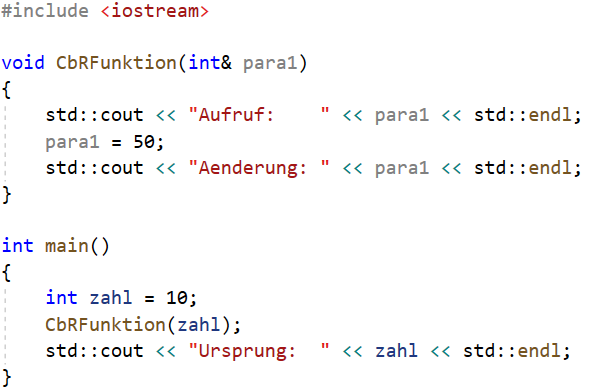 #include <iostream>

void CbRFunktion(int& para1)
{
    std::cout << "Aufruf:    " << para1 << std::endl;
    para1 = 50;
    std::cout << "Aenderung: " << para1 << std::endl;
}

int main()
{
    int zahl = 10;
    CbRFunktion(zahl);
    std::cout << "Ursprung:  " << zahl << std::endl;
}